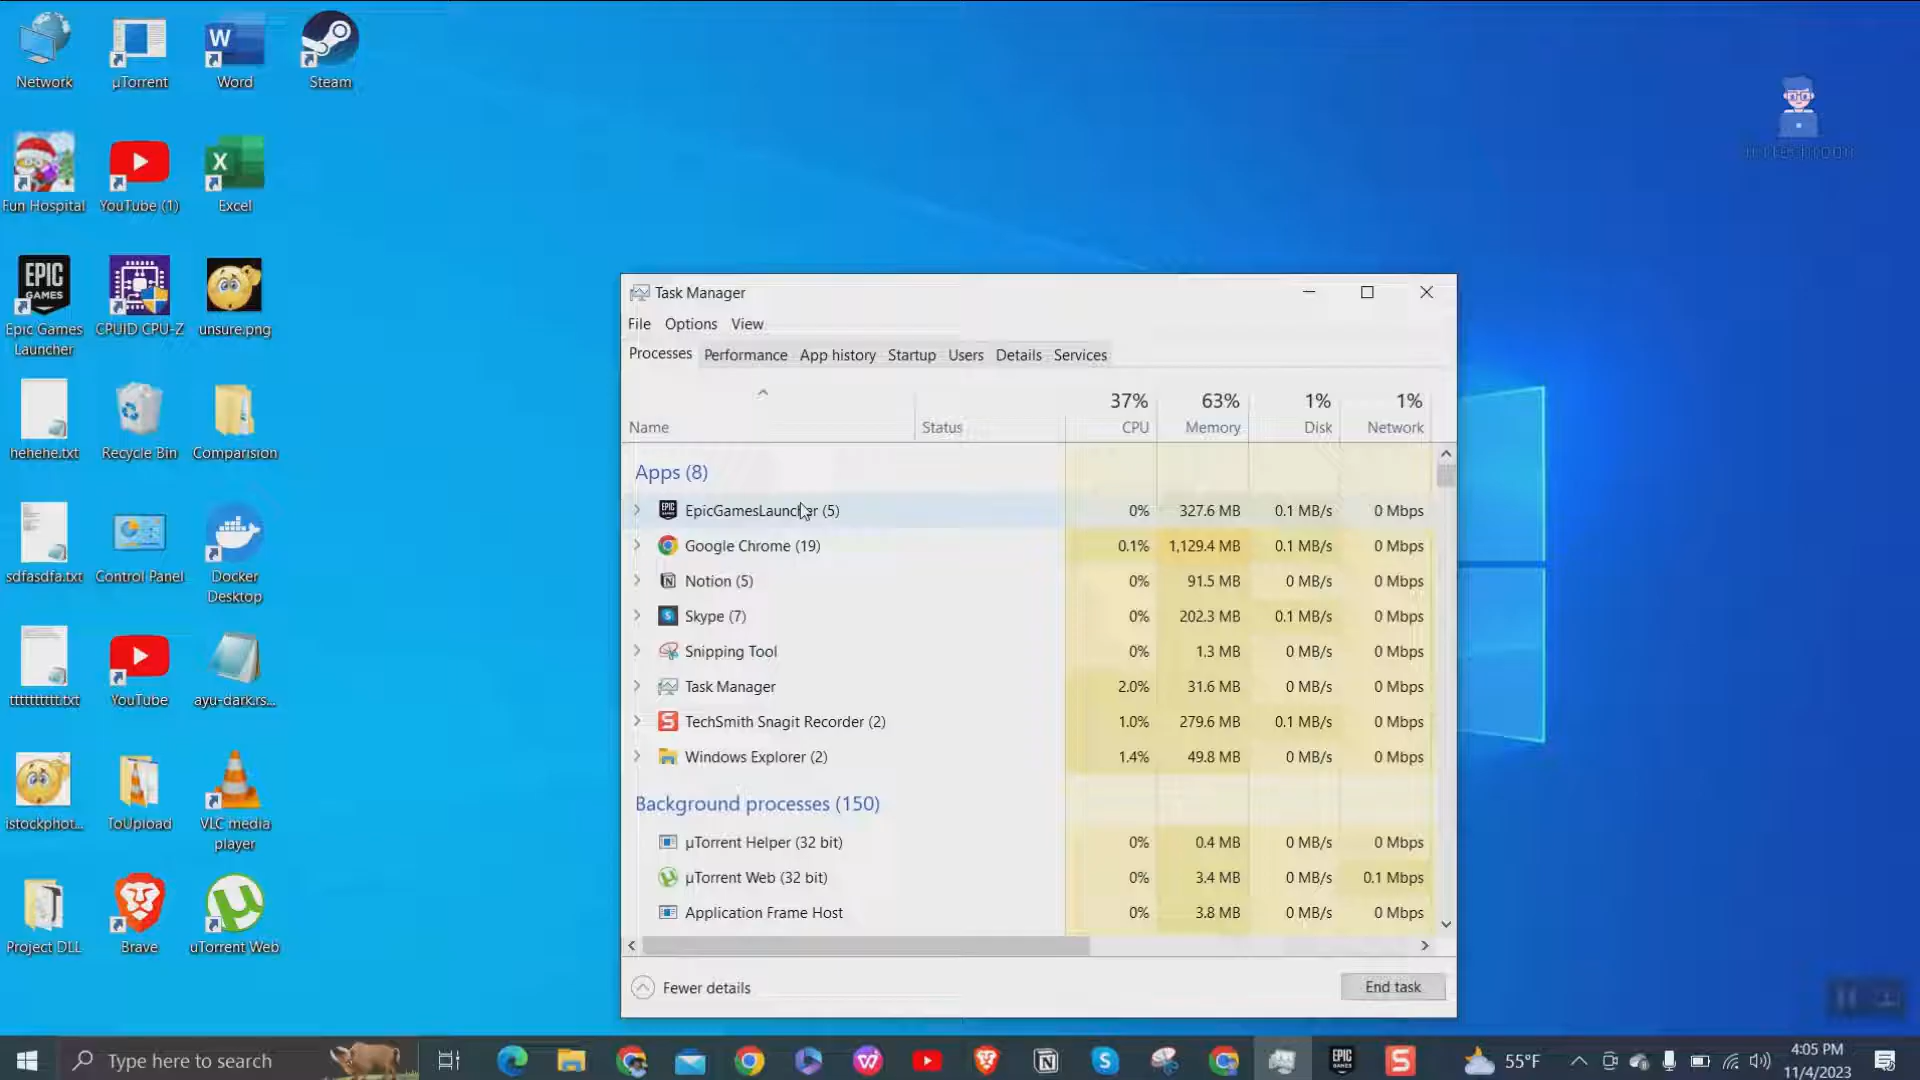 Network
µTorrent
Word
Steam
Fun Hospital
YouTube (1)
Excel
EPIC
GAMES
Epic Games
Launcher
CPUID CPU-Z
unsure.png
hehehe.txt
Recycle Bin
Comparision
sdfasdfa.txt
Control Panel
Docker
Desktop
tttttttttt.txt
YouTube
ayu-dark.rs...
istockphot...
ToUpload
VLC media
player
Project DLL
Brave
uTorrent Web
Task Manager
File Options View
Processes Performance App history Startup Users Details Services
37% 63% 1% 1%
Name Status CPU Memory Disk Network
Apps (8)
EpicGamesLauncher (5) 0% 327.6 MB 0.1 MB/s 0 Mbps
Google Chrome (19) 0.1% 1,129.4 MB 0.1 MB/s 0 Mbps
Notion (5) 0% 91.5 MB 0 MB/s 0 Mbps
Skype (7) 0% 202.3 MB 0.1 MB/s 0 Mbps
Snipping Tool 0% 1.3 MB 0 MB/s 0 Mbps
Task Manager 2.0% 31.6 MB 0 MB/s 0 Mbps
TechSmith Snagit Recorder (2) 1.0% 279.6 MB 0.1 MB/s 0 Mbps
Windows Explorer (2) 1.4% 49.8 MB 0 MB/s 0 Mbps
Background processes (150)
µTorrent Helper (32 bit) 0% 0.4 MB 0 MB/s 0 Mbps
µTorrent Web (32 bit) 0% 3.4 MB 0 MB/s 0.1 Mbps
Application Frame Host 0% 3.8 MB 0 MB/s 0 Mbps
Fewer details
End task
Type here to search
55°F
4:05 PM
11/4/2023